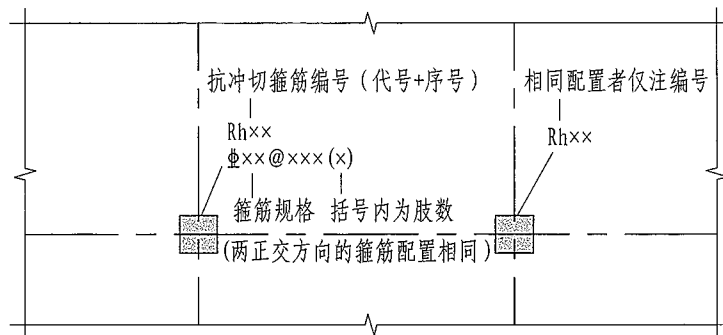 抗冲切箍筋编号（代号+序号）
相同配置者仅注编号
Rh××
Rh××
⏀××@×××(×)
箍筋规格 括号内为肢数
(两正交方向的箍筋配置相同)